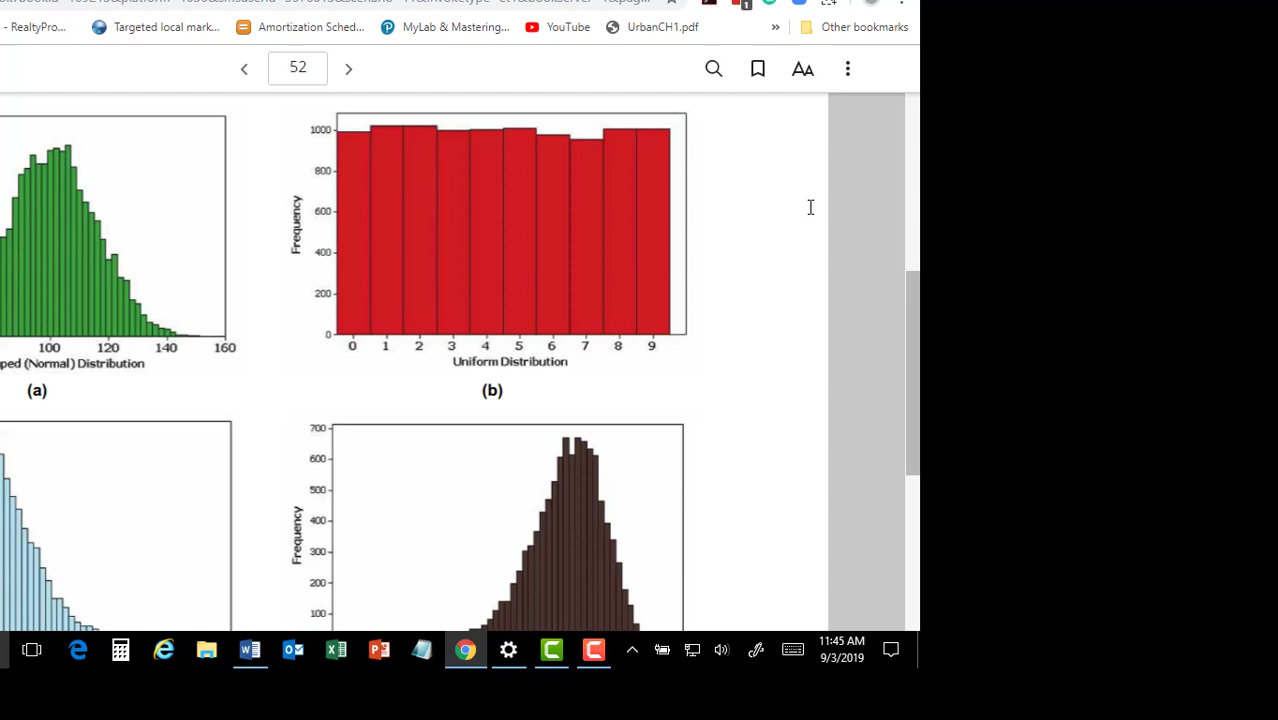 - RealtyPro...
Targeted local mark...
Amortization Sched...
MyLab & Mastering...
YouTube
UrbanCH1.pdf
»
Other bookmarks
1
52
AA
1000
800
600
400
200
0
Frequency
0 1 2 3 4 5 6 7 8 9
Uniform Distribution
(b)
100 120 140 160
ped (Normal) Distribution
(a)
700
600
500
400
300
200
100
Frequency
11:45 AM
9/3/2019